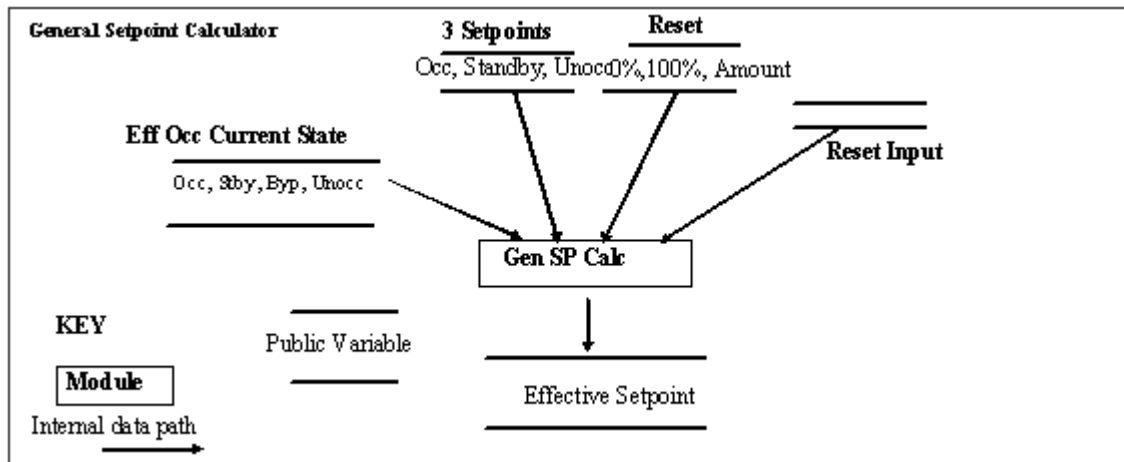 General Setpoint Calculator
3 Setpoints
Reset
Occ, Standby, Unocc
0%,100%, Amount
Eff Occ Current State
Reset Input
Occ, Stby, Byp, Unocc
Gen SP Calc
KEY
Public Variable
Module
Effective Setpoint
Internal data path